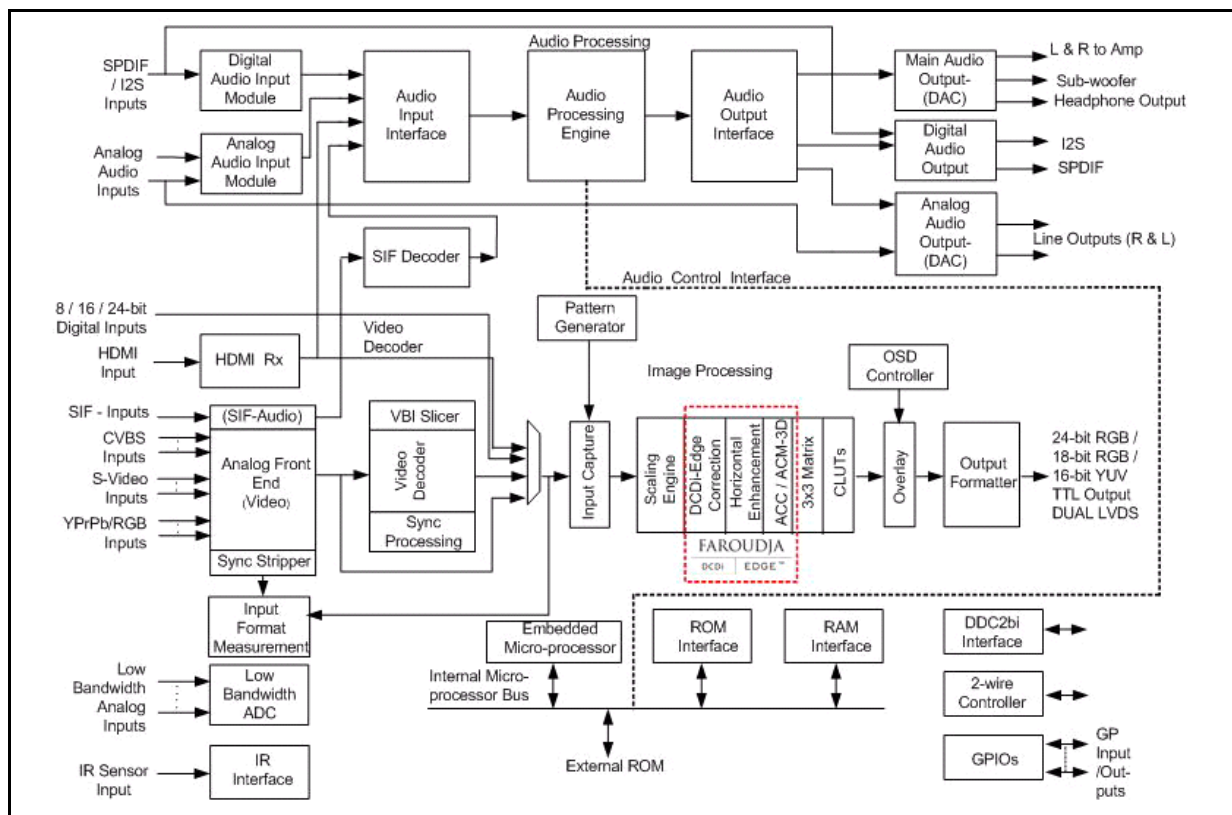 Audio Processing
SPDIF
/ I2S
Inputs
Digital
Audio Input
Module
Audio
Input
Interface
Audio
Processing
Engine
Audio
Output
Interface
Main Audio
Output-
(DAC)
L & R to Amp
Sub-woofer
Headphone Output
Analog
Audio
Inputs
Analog
Audio Input
Module
Digital
Audio
Output
I2S
SPDIF
Analog
Audio
Output-
(DAC)
Line Outputs (R & L)
SIF Decoder
Audio Control Interface
8 / 16 / 24-bit
Digital Inputs
HDMI
Input
HDMI Rx
Video
Decoder
Pattern
Generator
Image Processing
OSD
Controller
SIF - Inputs
CVBS
Inputs
S-Video
Inputs
YPrPb/RGB
Inputs
(SIF-Audio)
Analog Front
End
(Video)
Sync Stripper
VBI Slicer
Video
Decoder
Sync
Processing
Input Capture
Scaling
Engine
DCDi-Edge
Correction
Horizontal
Enhancement
ACC / ACM-3D
3x3 Matrix
CLUTs
FAROUDJA
DCDi EDGE™
Overlay
Output
Formatter
24-bit RGB /
18-bit RGB /
16-bit YUV
TTL Output
DUAL LVDS
Input
Format
Measurement
Embedded
Micro-processor
ROM
Interface
RAM
Interface
DDC2bi
Interface
Low
Bandwidth
Analog Inputs
Low
Bandwidth
ADC
Internal Micro-
processor Bus
2-wire
Controller
IR Sensor
Input
IR
Interface
External ROM
GPIOs
GP
Input
/Out-
puts